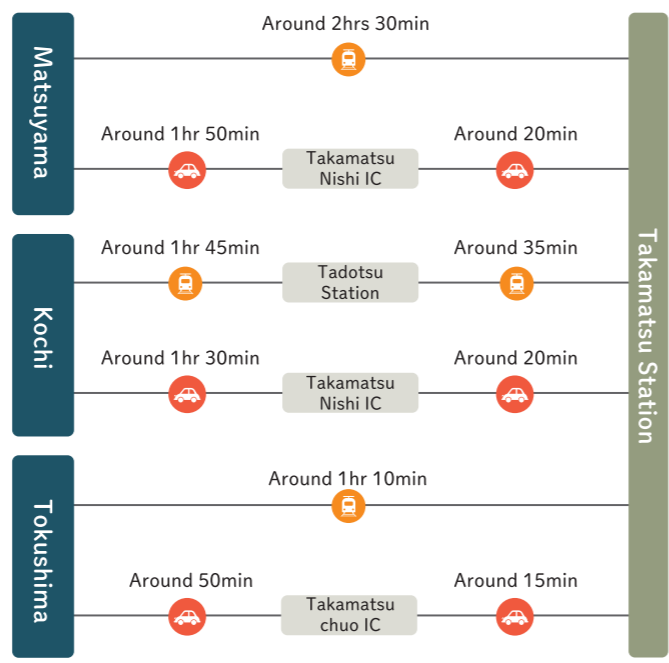 Matsuyama
Around 2hrs 30min
Around 1hr 50min
Takamatsu
Nishi IC
Around 20min
Kochi
Around 1hr 45min
Tadotsu
Station
Around 35min
Around 1hr 30min
Takamatsu
Nishi IC
Around 20min
Tokushima
Around 1hr 10min
Around 50min
Takamatsu
chuo IC
Around 15min
Takamatsu Station